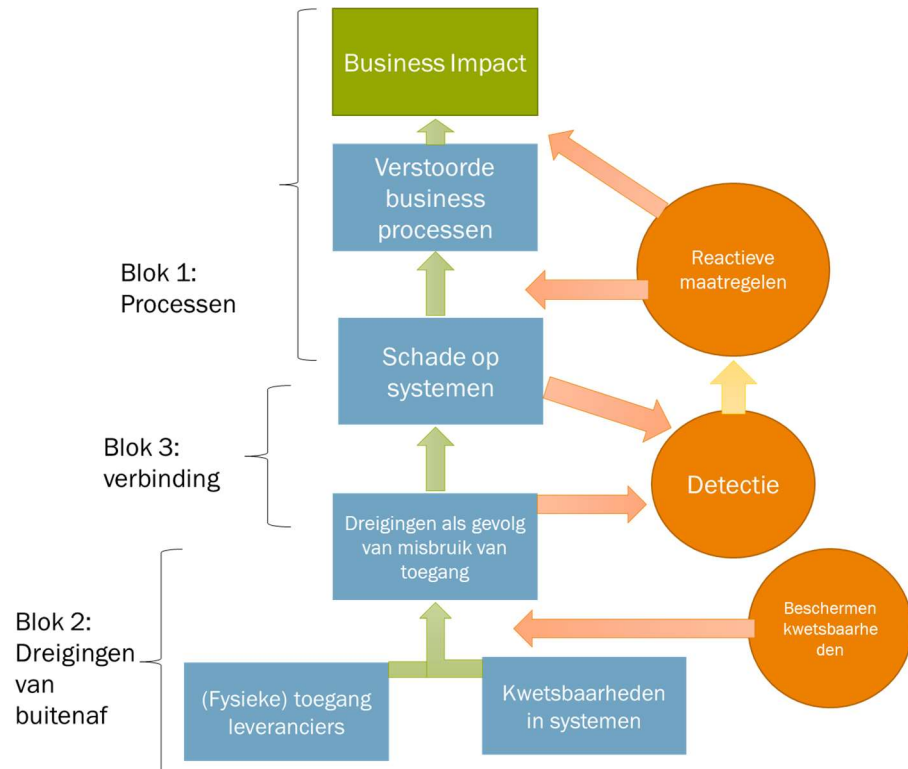 Business Impact
Verstoorde
business
processen
Reactieve
maatregelen
Blok 1:
Processen
Schade op
systemen
Blok 3:
verbinding
Detectie
Dreigingen als gevolg
van misbruik van
toegang
Beschermen
kwetsbaarhe
den
Blok 2:
Dreigingen
van
buitenaf
(Fysieke) toegang
leveranciers
Kwetsbaarheden
in systemen